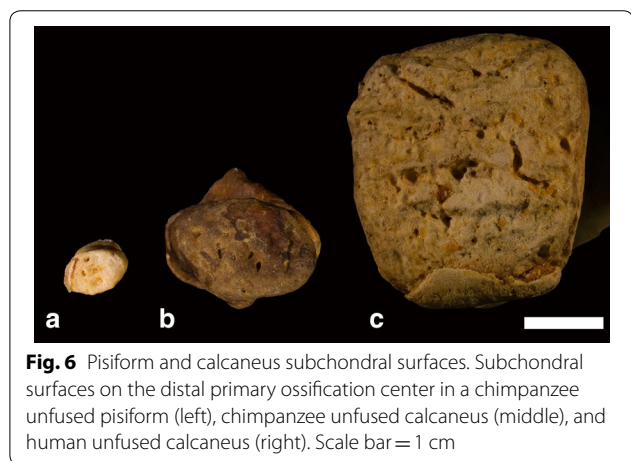 a b c
Fig. 6 Pisiform and calcaneus subchondral surfaces. Subchondral
surfaces on the distal primary ossification center in a chimpanzee
unfused pisiform (left), chimpanzee unfused calcaneus (middle), and
human unfused calcaneus (right). Scale bar = 1 cm